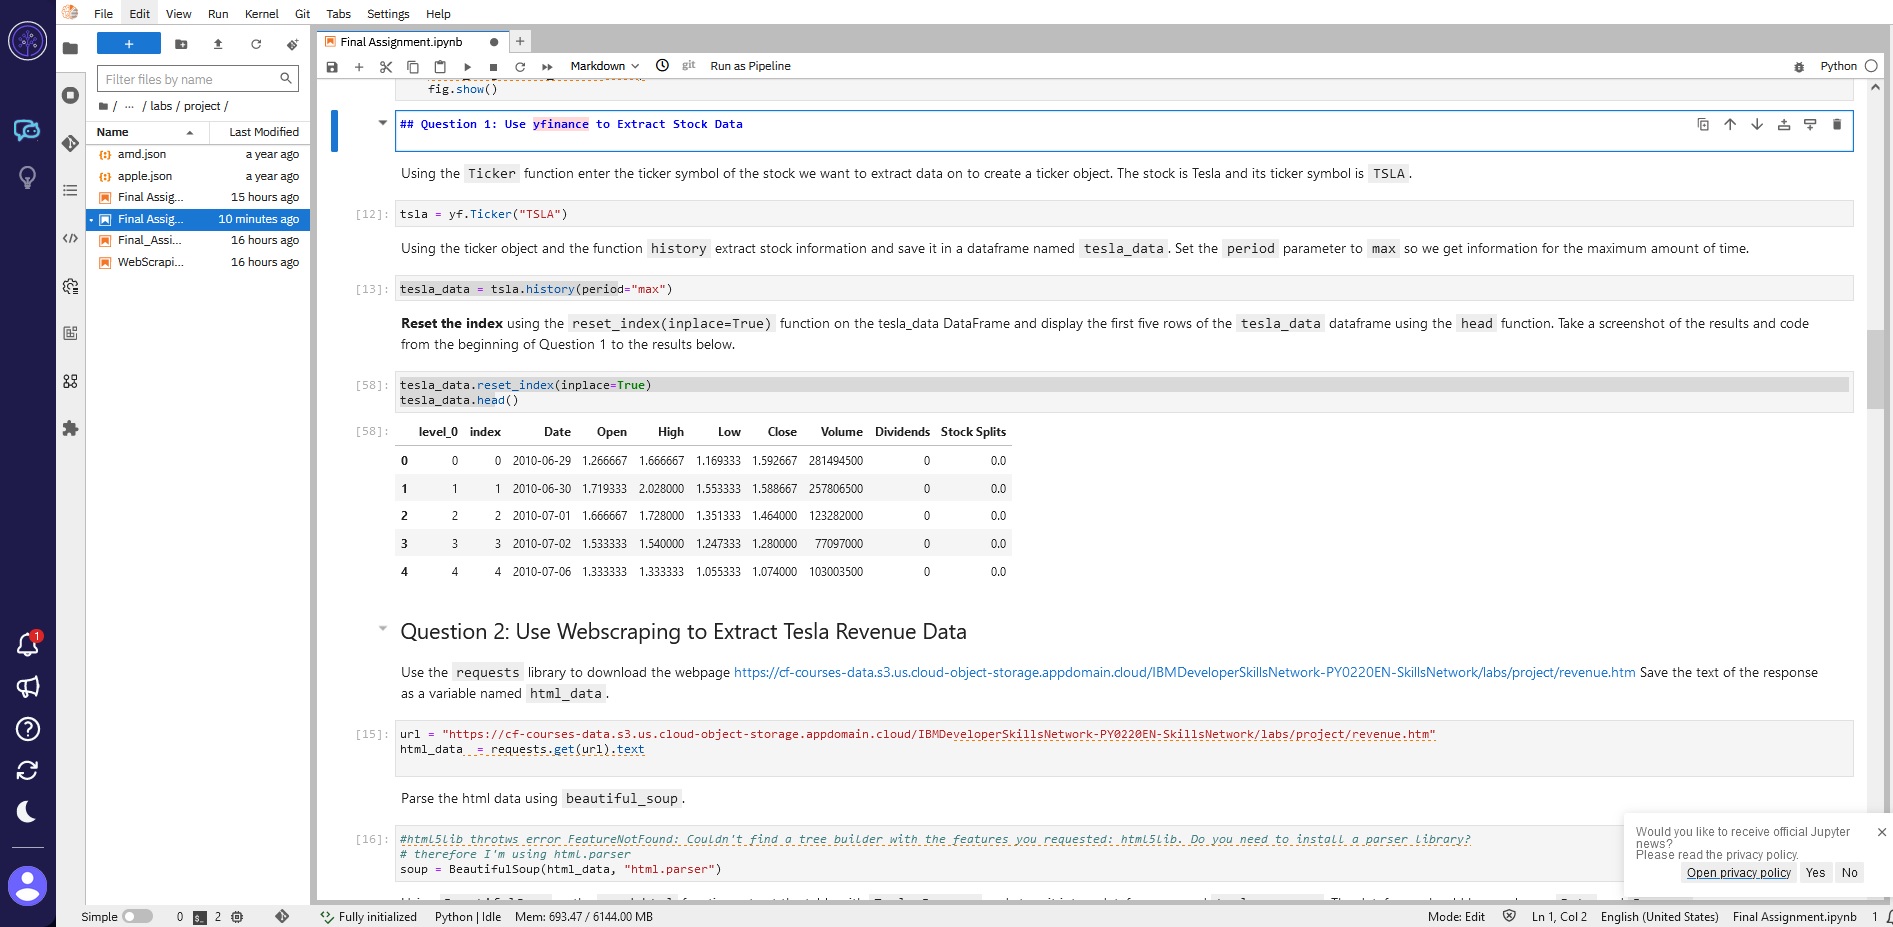 File Edit View Run Kernel Git Tabs Settings Help
Filter files by name
/ ... / labs / project /
Name Last Modified
amd.json a year ago
apple.json a year ago
Final Assig... 15 hours ago
Final Assig... 10 minutes ago
Final_Assi... 16 hours ago
WebScrapi... 16 hours ago
Final Assignment.ipynb
Markdown git Run as Pipeline Python
fig.show()
## Question 1: Use yfinance to Extract Stock Data
Using the Ticker function enter the ticker symbol of the stock we want to extract data on to create a ticker object. The stock is Tesla and its ticker symbol is TSLA.
[12]: tsla = yf.Ticker("TSLA")
Using the ticker object and the function history extract stock information and save it in a dataframe named tesla_data. Set the period parameter to max so we get information for the maximum amount of time.
[13]: tesla_data = tsla.history(period="max")
Reset the index using the reset_index(inplace=True) function on the tesla_data DataFrame and display the first five rows of the tesla_data dataframe using the head function. Take a screenshot of the results and code
from the beginning of Question 1 to the results below.
[58]: tesla_data.reset_index(inplace=True)
tesla_data.head()
[58]: level_0 index Date Open High Low Close Volume Dividends Stock Splits
0 0 0 2010-06-29 1.266667 1.666667 1.169333 1.592667 281494500 0 0.0
1 1 1 2010-06-30 1.719333 2.028000 1.553333 1.588667 257806500 0 0.0
2 2 2 2010-07-01 1.666667 1.728000 1.351333 1.464000 123282000 0 0.0
3 3 3 2010-07-02 1.533333 1.540000 1.247333 1.280000 77097000 0 0.0
4 4 4 2010-07-06 1.333333 1.333333 1.055333 1.074000 103003500 0 0.0
Question 2: Use Webscraping to Extract Tesla Revenue Data
Use the requests library to download the webpage https://cf-courses-data.s3.us.cloud-object-storage.appdomain.cloud/IBMDeveloperSkillsNetwork-PY0220EN-SkillsNetwork/labs/project/revenue.htm Save the text of the response
as a variable named html_data.
[15]: url = "https://cf-courses-data.s3.us.cloud-object-storage.appdomain.cloud/IBMDeveloperSkillsNetwork-PY0220EN-SkillsNetwork/labs/project/revenue.htm"
html_data  = requests.get(url).text
Parse the html data using beautiful_soup.
[16]: #html5lib throtws error FeatureNotFound: Couldn't find a tree builder with the features you requested: html5lib. Do you need to install a parser library?
# therefore I'm using html.parser
soup = BeautifulSoup(html_data, "html.parser")
Would you like to receive official Jupyter
news?
Please read the privacy policy.
Open privacy policy Yes No
1
Simple 0 2 Fully initialized Python | Idle Mem: 693.47 / 6144.00 MB Mode: Edit Ln 1, Col 2 English (United States) Final Assignment.ipynb 1